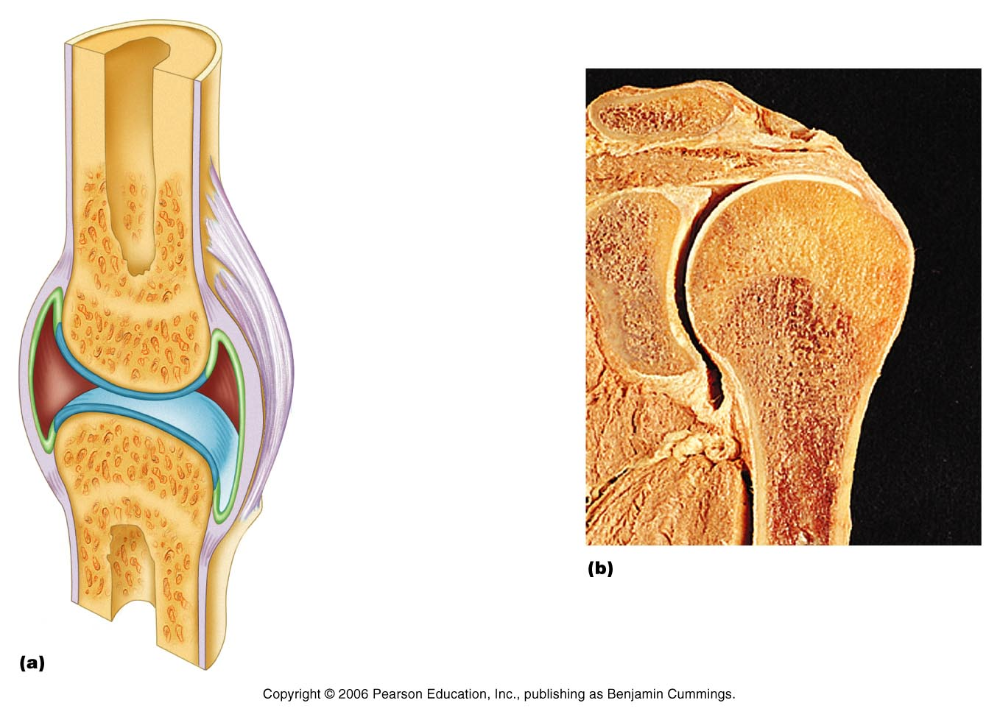 (b)
(a)
Copyright © 2006 Pearson Education, Inc., publishing as Benjamin Cummings.